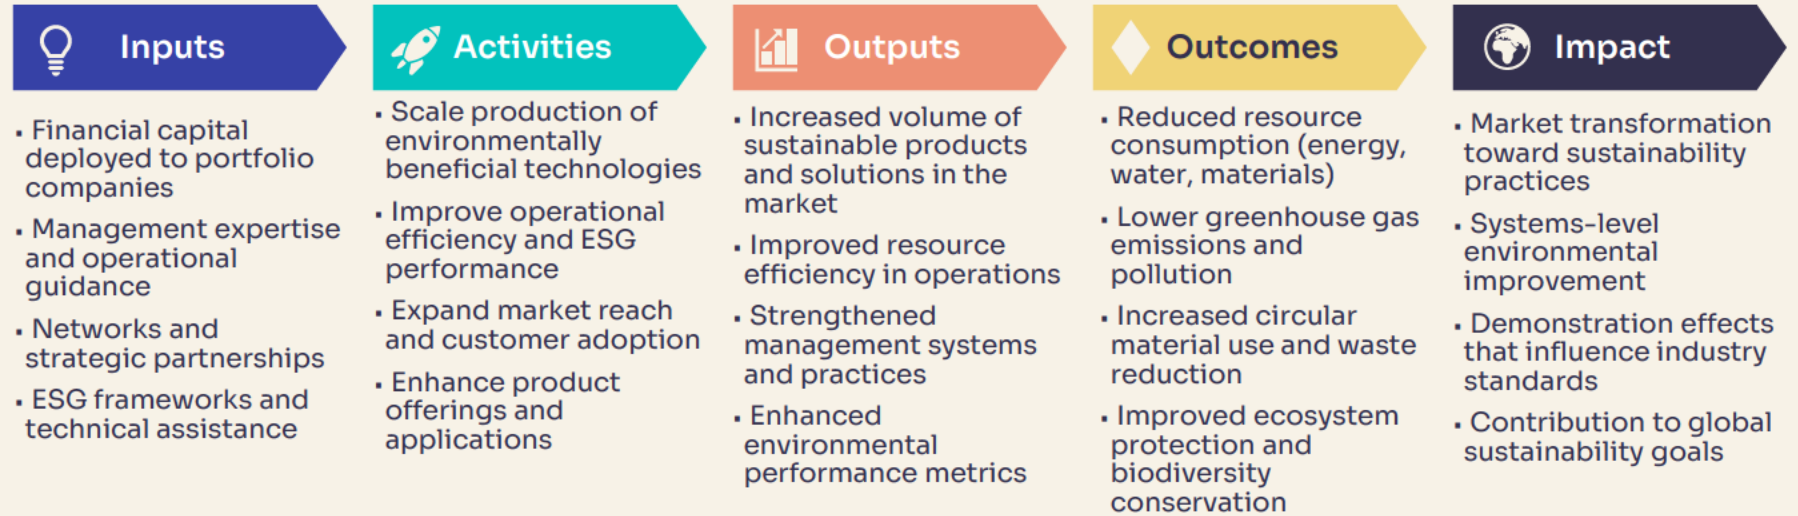 Inputs
▪ Financial capital
deployed to portfolio
companies
▪ Management expertise
and operational
guidance
▪ Networks and
strategic partnerships
▪ ESG frameworks and
technical assistance
Activities
▪ Scale production of
environmentally
beneficial technologies
▪ Improve operational
efficiency and ESG
performance
▪ Expand market reach
and customer adoption
▪ Enhance product
offerings and
applications
Outputs
▪ Increased volume of
sustainable products
and solutions in the
market
▪ Improved resource
efficiency in operations
▪ Strengthened
management systems
and practices
▪ Enhanced
environmental
performance metrics
Outcomes
▪ Reduced resource
consumption (energy,
water, materials)
▪ Lower greenhouse gas
emissions and
pollution
▪ Increased circular
material use and waste
reduction
▪ Improved ecosystem
protection and
biodiversity
conservation
Impact
▪ Market transformation
toward sustainability
practices
▪ Systems-level
environmental
improvement
▪ Demonstration effects
that influence industry
standards
▪ Contribution to global
sustainability goals